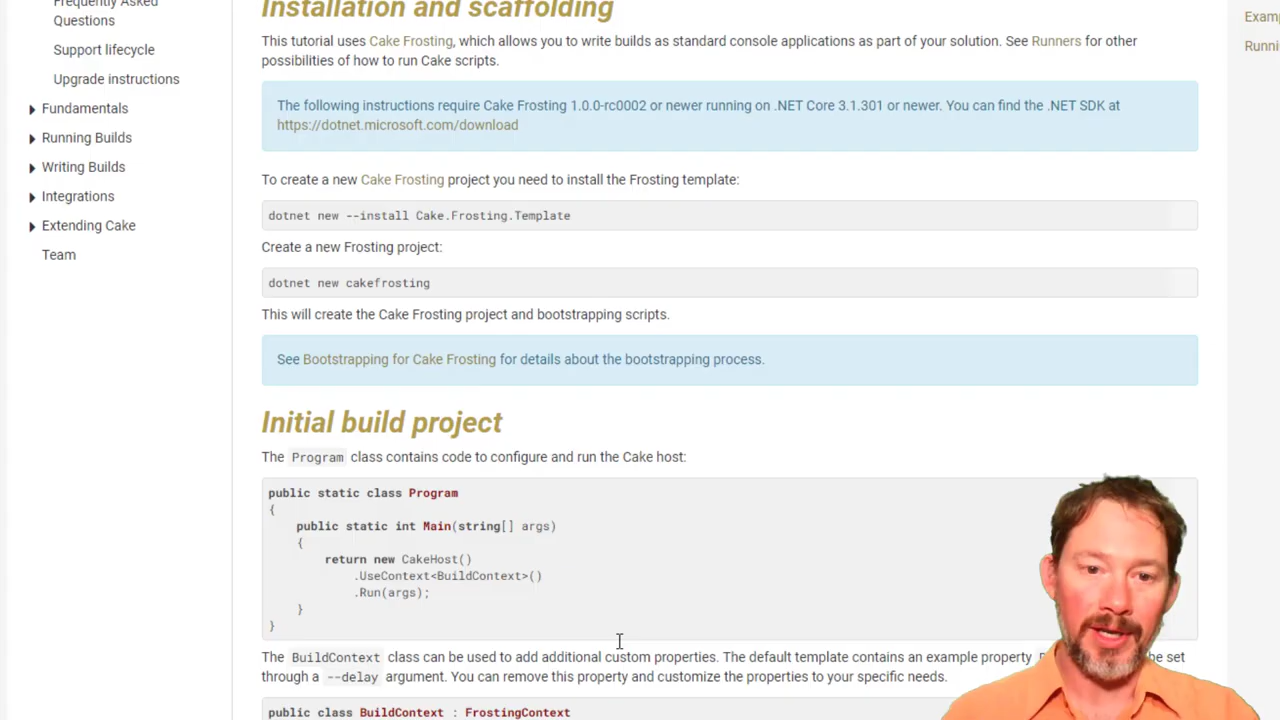 Frequently Asked
Questions
Support lifecycle
Upgrade instructions
Fundamentals
Running Builds
Writing Builds
Integrations
Extending Cake
Team
Installation and scaffolding
This tutorial uses Cake Frosting, which allows you to write builds as standard console applications as part of your solution. See Runners for other
possibilities of how to run Cake scripts.
The following instructions require Cake Frosting 1.0.0-rc0002 or newer running on .NET Core 3.1.301 or newer. You can find the .NET SDK at
https://dotnet.microsoft.com/download
To create a new Cake Frosting project you need to install the Frosting template:
dotnet new --install Cake.Frosting.Template
Create a new Frosting project:
dotnet new cakefrosting
This will create the Cake Frosting project and bootstrapping scripts.
See Bootstrapping for Cake Frosting for details about the bootstrapping process.
Initial build project
The Program class contains code to configure and run the Cake host:
public static class Program
{
public static int Main(string[] args)
{
return new CakeHost()
.UseContext<BuildContext>()
.Run(args);
}
}
The BuildContext class can be used to add additional custom properties. The default template contains an example property be set
through a --delay argument. You can remove this property and customize the properties to your specific needs.
public class BuildContext : FrostingContext